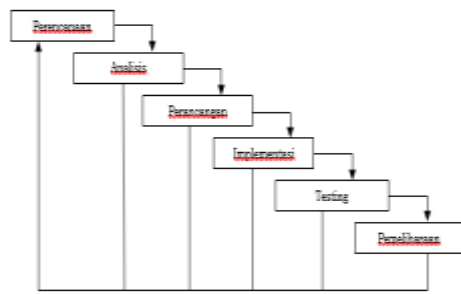 Perencanaan
Analisis
Perancangan
Implementasi
Testing
Pemeliharaan